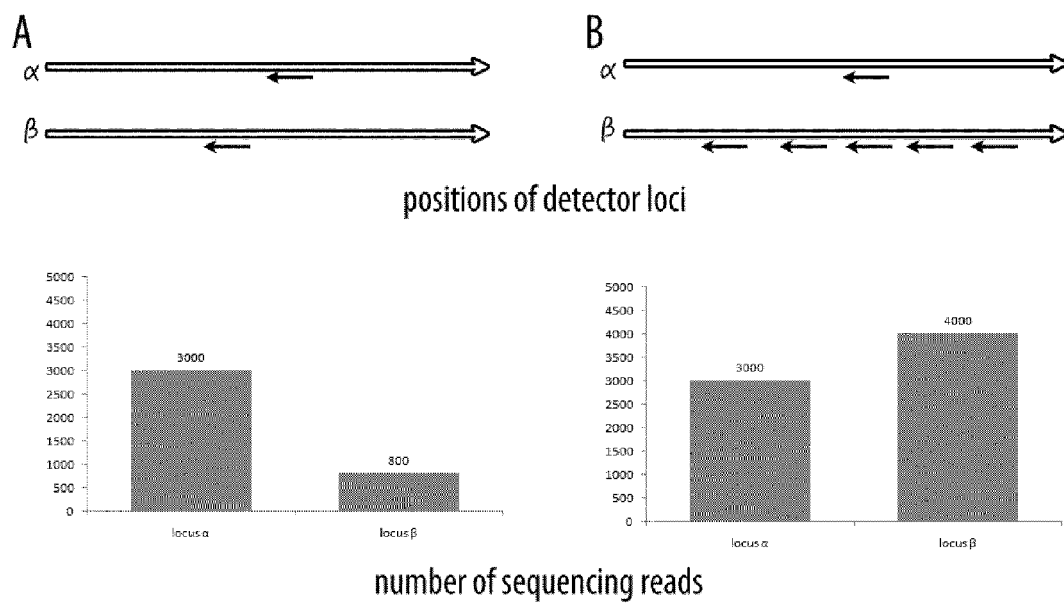 A
B
α
α
β
β
positions of detector loci
5000
4500
4000
3500
3000
2500
2000
1500
1000
500
0
3000
800
locus α
locus β
5000
4500
4000
3500
3000
2500
2000
1500
1000
500
0
3000
4000
locus α
locus β
number of sequencing reads